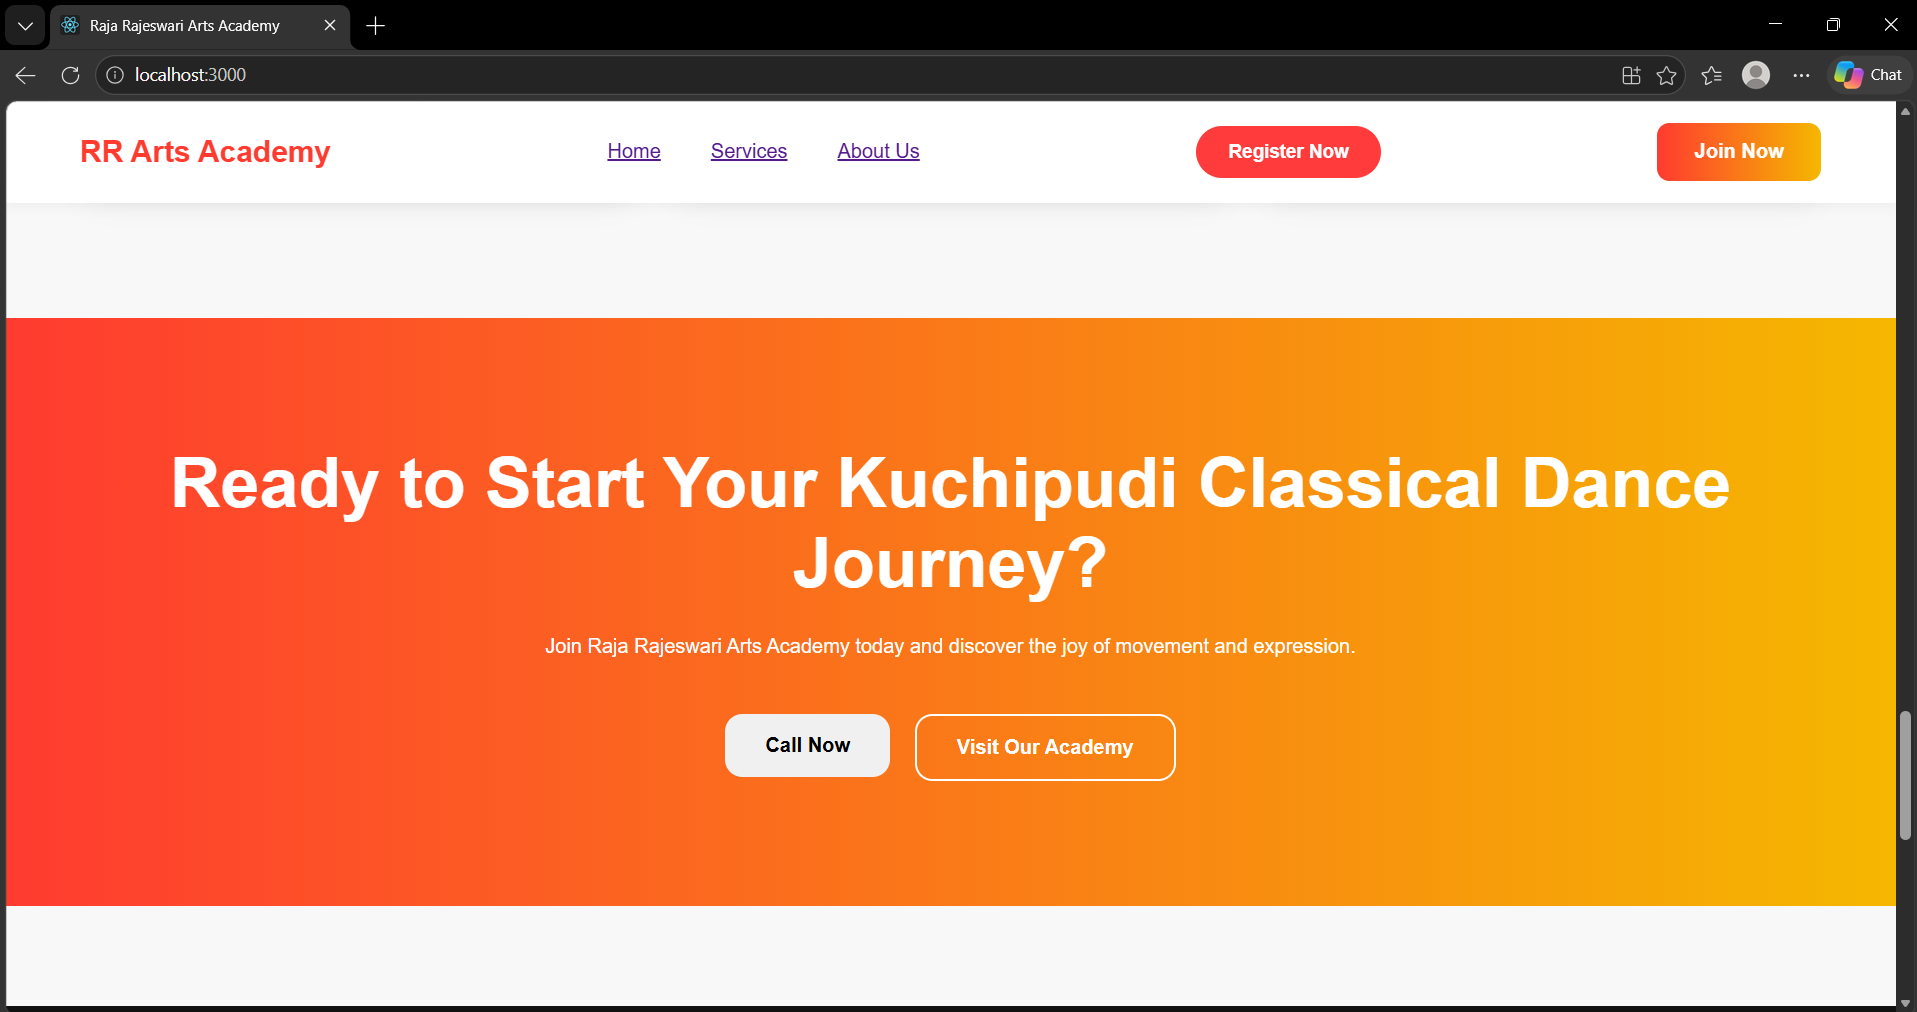 Raja Rajeswari Arts Academy
localhost:3000
Chat
RR Arts Academy
Home
Services
About Us
Register Now
Join Now
Ready to Start Your Kuchipudi Classical Dance
Journey?
Join Raja Rajeswari Arts Academy today and discover the joy of movement and expression.
Call Now
Visit Our Academy